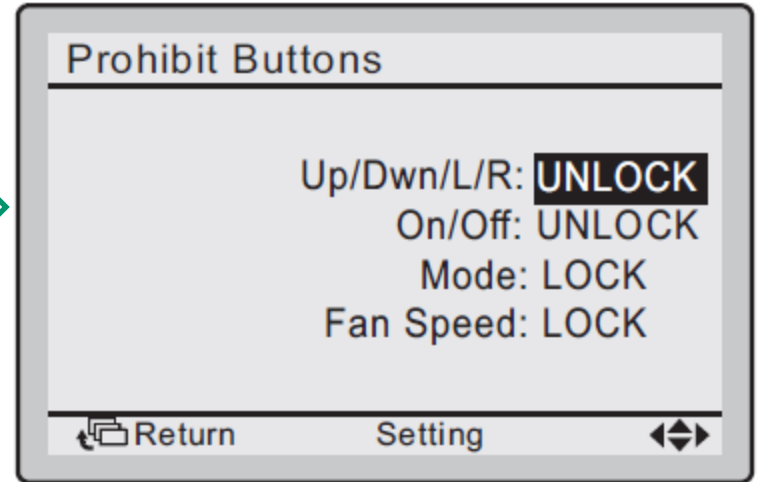 Prohibit Buttons
Up/Dwn/L/R: UNLOCK
On/Off: UNLOCK
Mode: LOCK
Fan Speed: LOCK
Return Setting